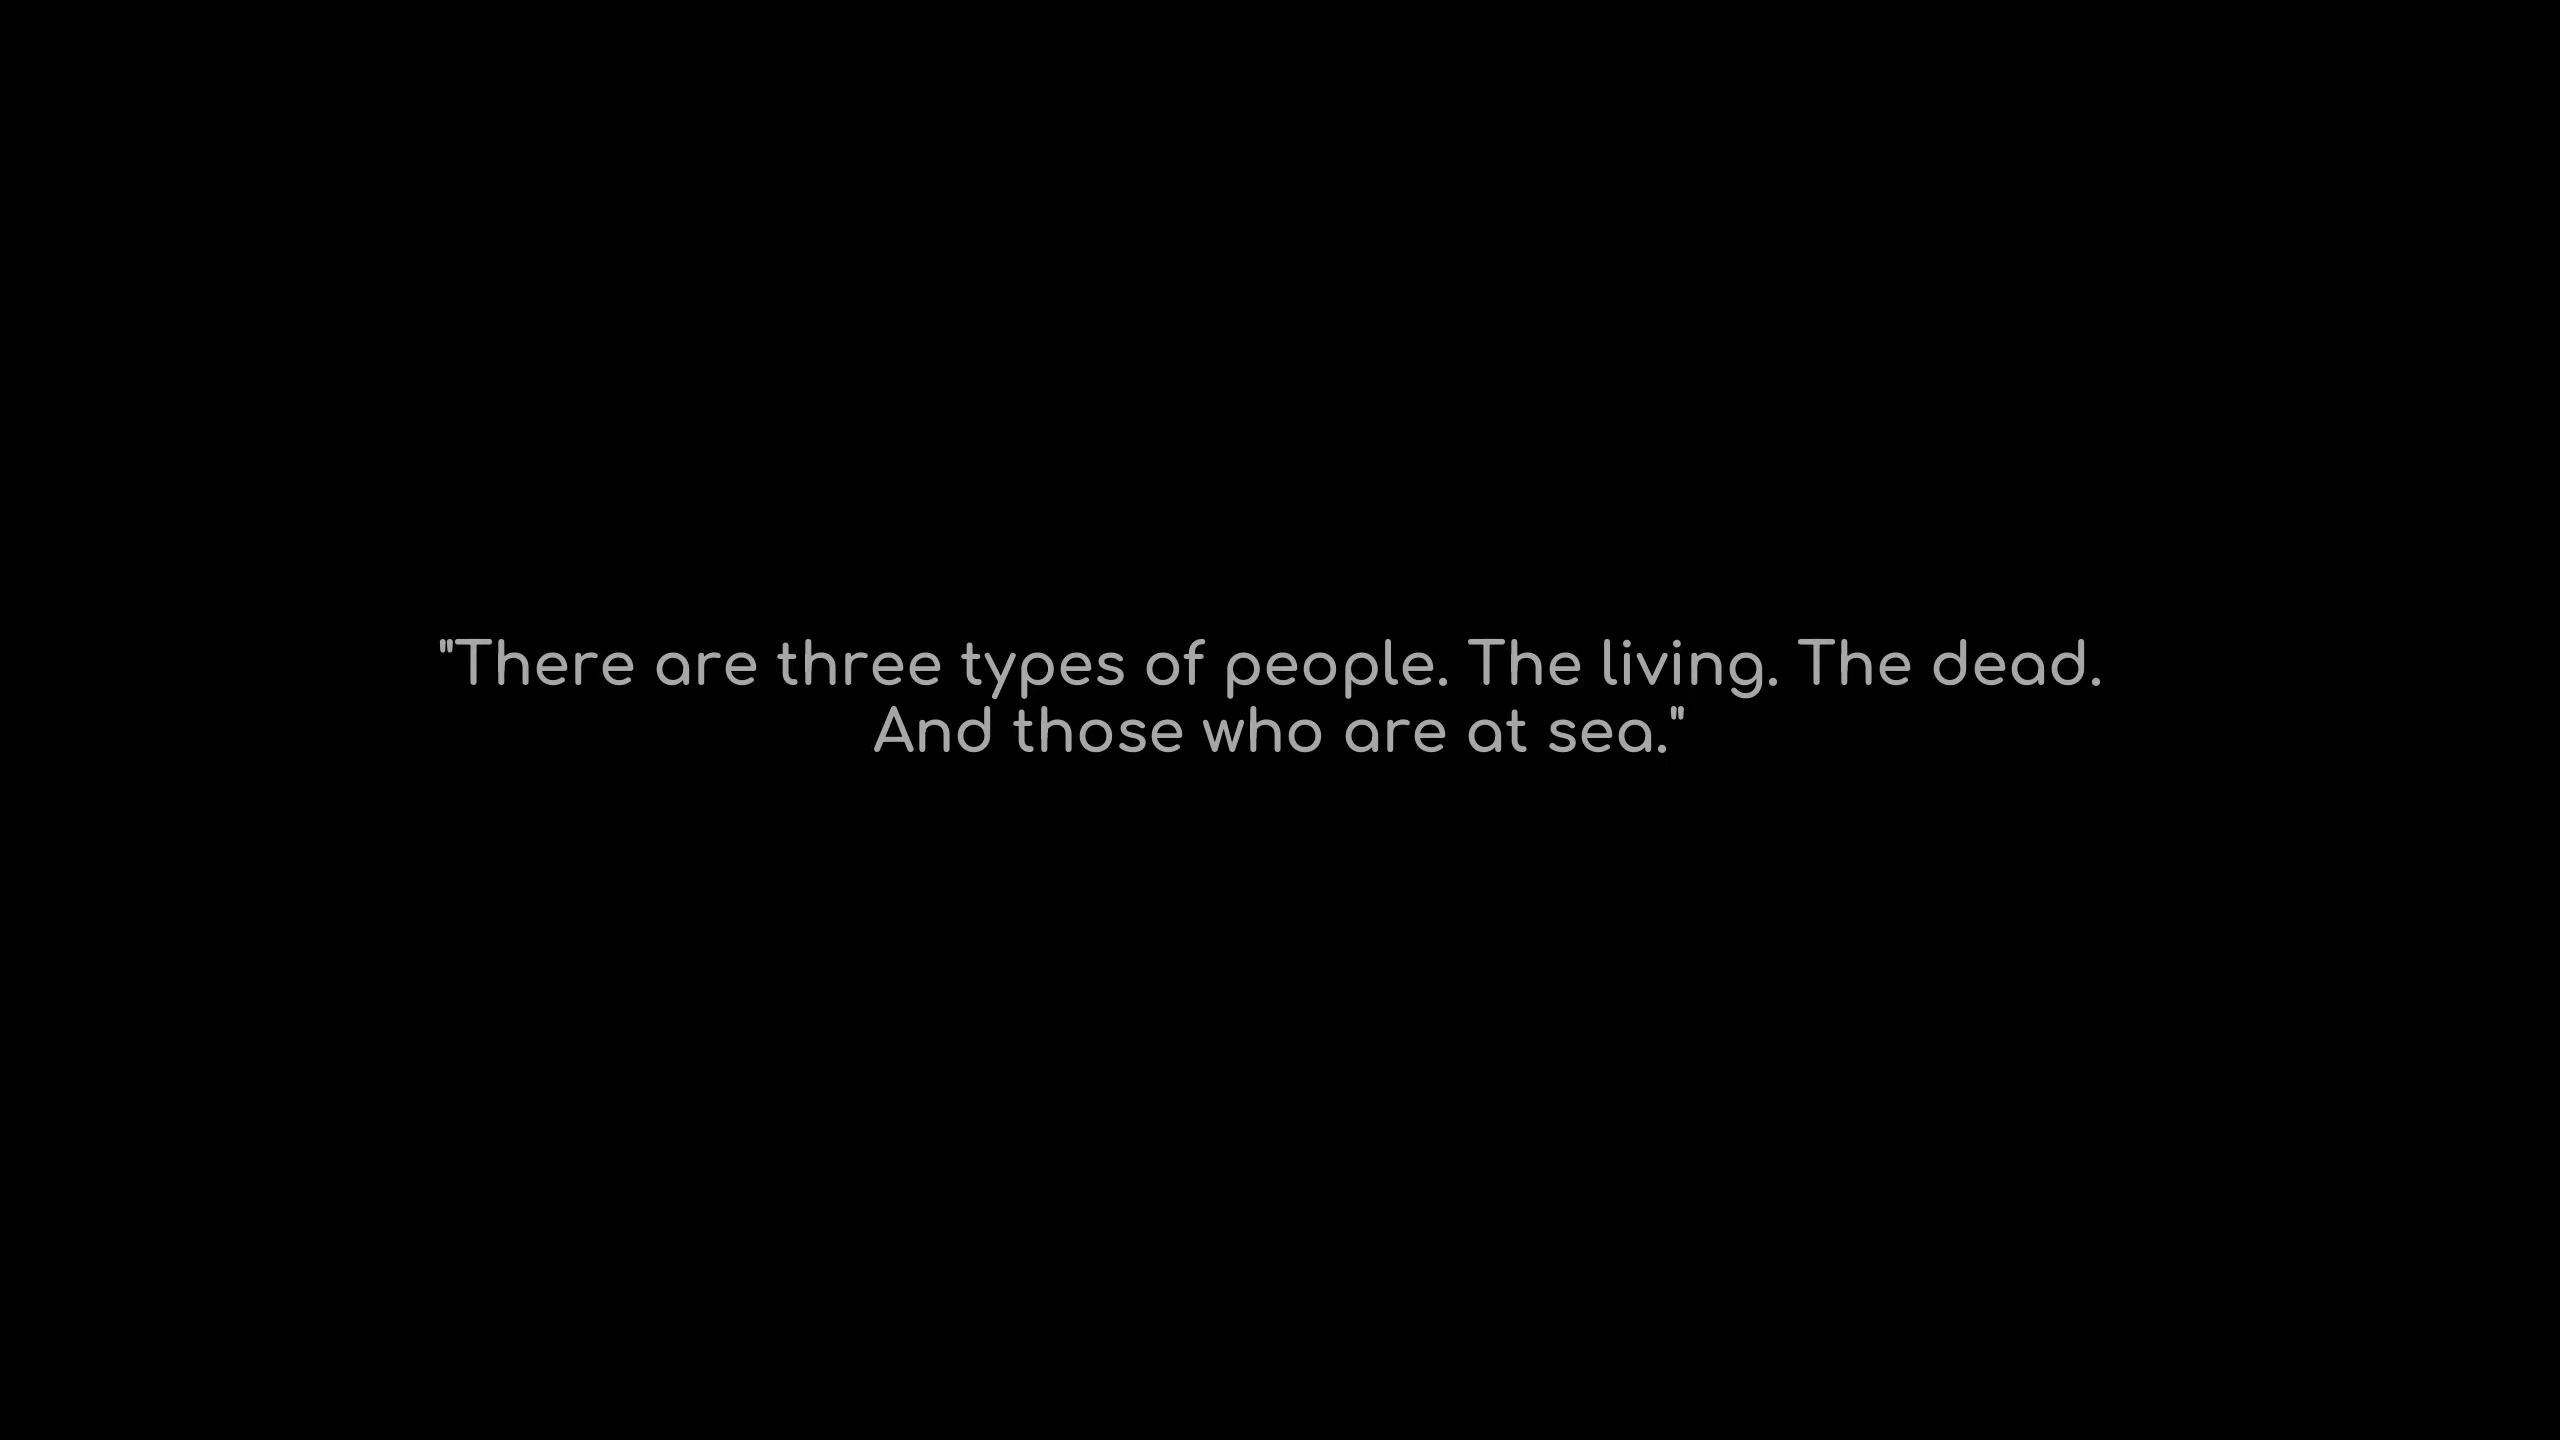 "There are three types of people. The living. The dead.
And those who are at sea."